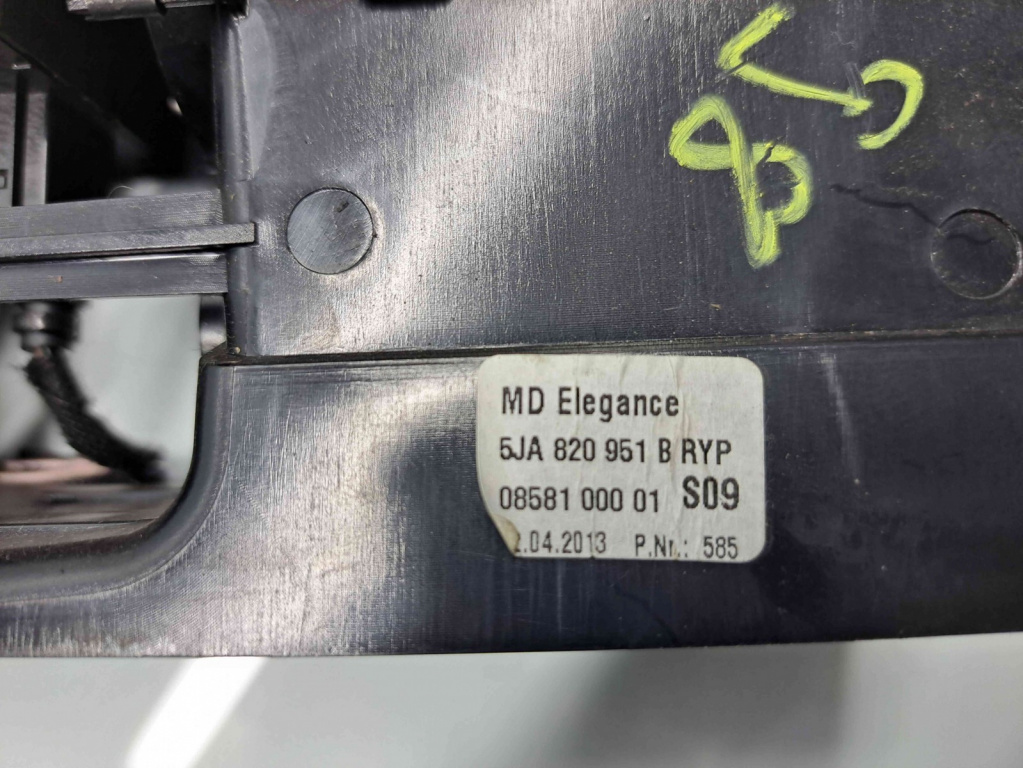 MD Elegance
5JA 820 951 B RYP
08581 000 01 S09
2.04.2013 P.Nr.: 585